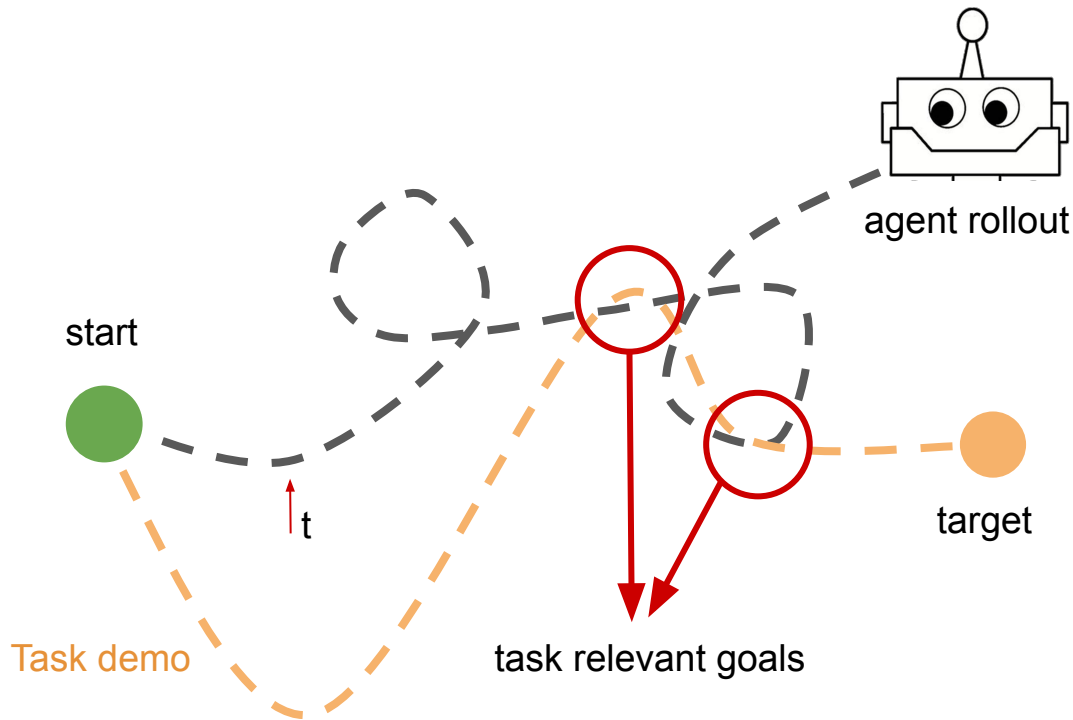 agent rollout
start
t
target
Task demo
task relevant goals